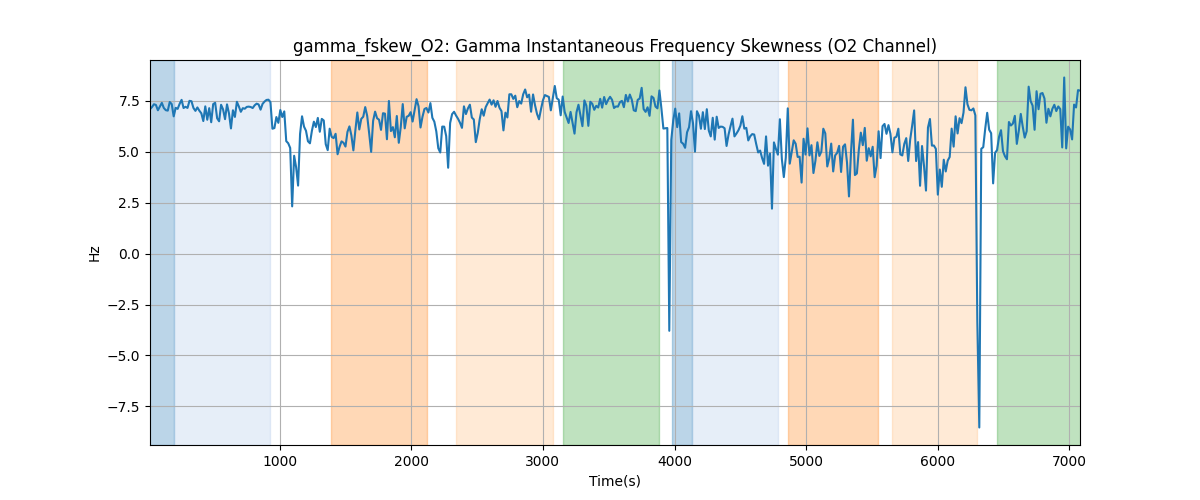 gamma_fskew_O2: Gamma Instantaneous Frequency Skewness (O2 Channel)
Hz
7.5
5.0
2.5
0.0
−2.5
−5.0
−7.5
1000 2000 3000 4000 5000 6000 7000
Time(s)